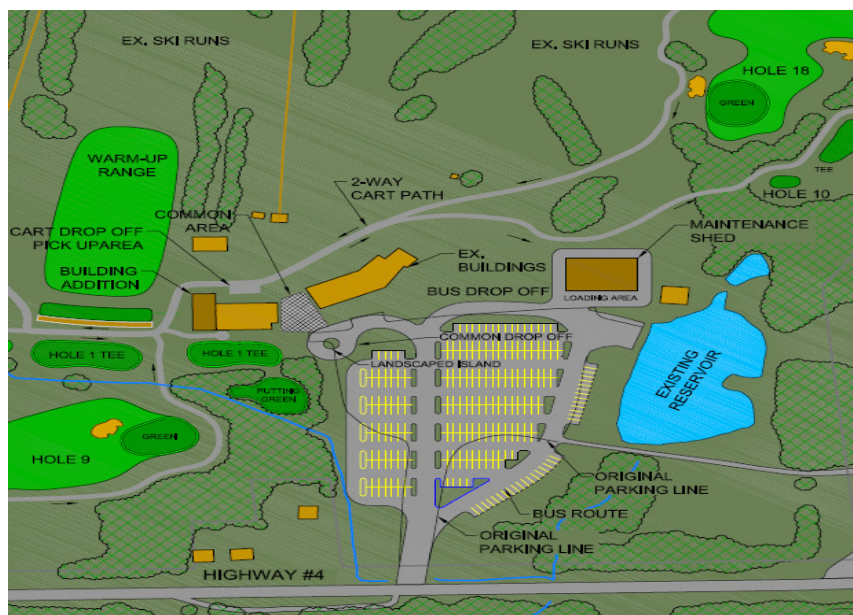 EX. SKI RUNS
EX. SKI RUNS
HOLE 18
GREEN
WARM-UP
RANGE
2-WAY
CART PATH
TEE
HOLE 10
COMMON
AREA
CART DROP OFF
PICK UPAREA
MAINTENANCE
SHED
BUILDING
ADDITION
EX.
BUILDINGS
BUS DROP OFF
LOADING AREA
COMMON DROP OFF
HOLE 1 TEE
HOLE 1 TEE
LANDSCAPED ISLAND
EXISTING
RESERVOIR
PUTTING
GREEN
GREEN
HOLE 9
ORIGINAL
PARKING LINE
BUS ROUTE
ORIGINAL
PARKING LINE
HIGHWAY #4